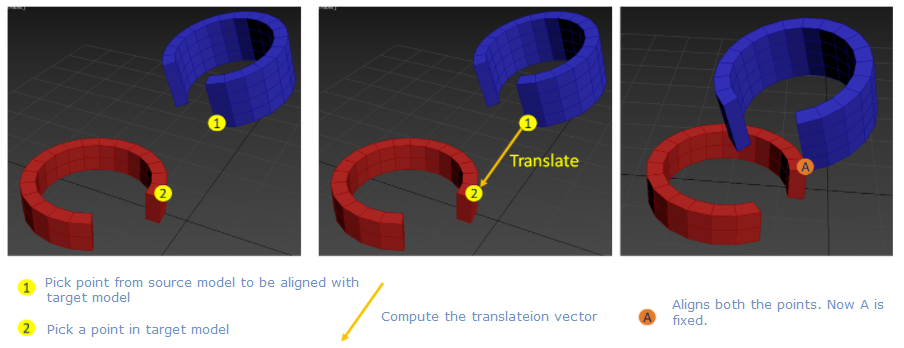 1
2
1
Translate
2
A
1 Pick point from source model to be aligned with
target model
2 Pick a point in target model
Compute the translateion vector
A Aligns both the points. Now A is
fixed.